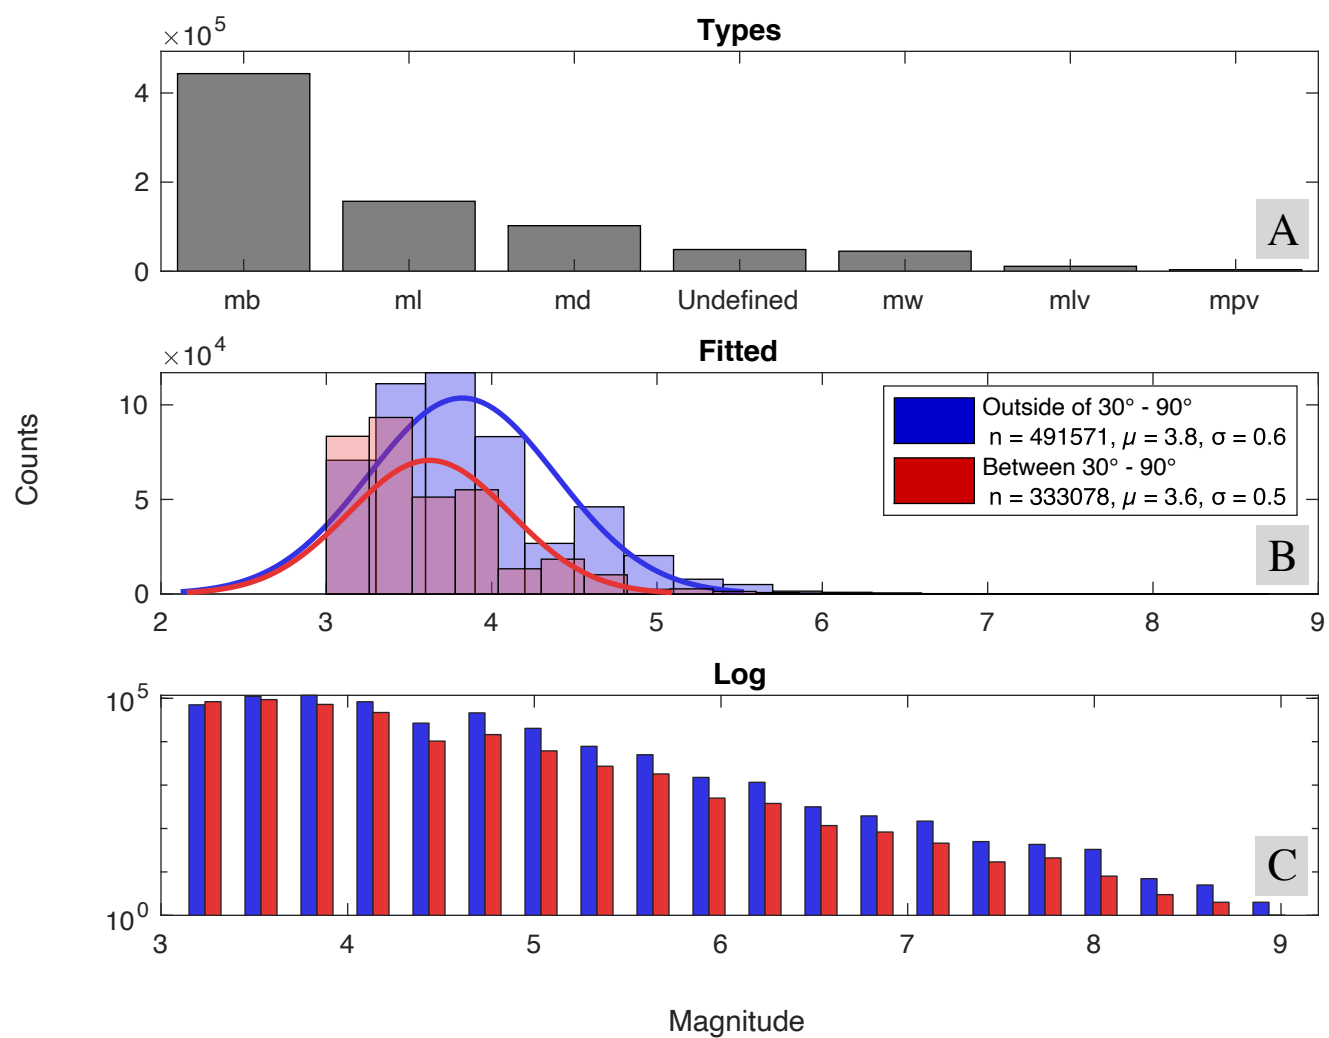 Types
×10^5
4
2
0
A
mb ml md Undefined mw mlv mpv
Fitted
×10^4
10
5
0
Outside of 30° - 90°
n = 491571, μ = 3.8, σ = 0.6
Between 30° - 90°
n = 333078, μ = 3.6, σ = 0.5
B
2 3 4 5 6 7 8 9
Counts
Log
10^5
10^0
C
3 4 5 6 7 8 9
Magnitude